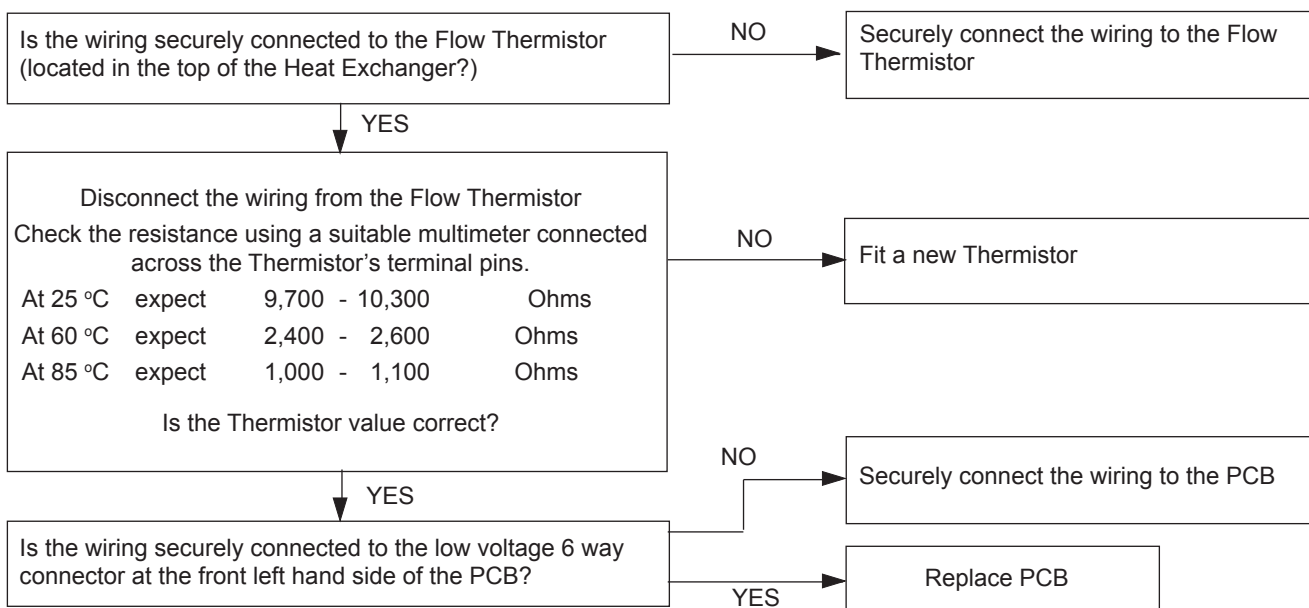 Is the wiring securely connected to the Flow Thermistor
(located in the top of the Heat Exchanger?)
NO
Securely connect the wiring to the Flow
Thermistor
YES
Disconnect the wiring from the Flow Thermistor
Check the resistance using a suitable multimeter connected
across the Thermistor's terminal pins.
At 25 °C expect 9,700 - 10,300 Ohms
At 60 °C expect 2,400 - 2,600 Ohms
At 85 °C expect 1,000 - 1,100 Ohms
Is the Thermistor value correct?
NO
Fit a new Thermistor
YES
Is the wiring securely connected to the low voltage 6 way
connector at the front left hand side of the PCB?
NO
Securely connect the wiring to the PCB
YES
Replace PCB